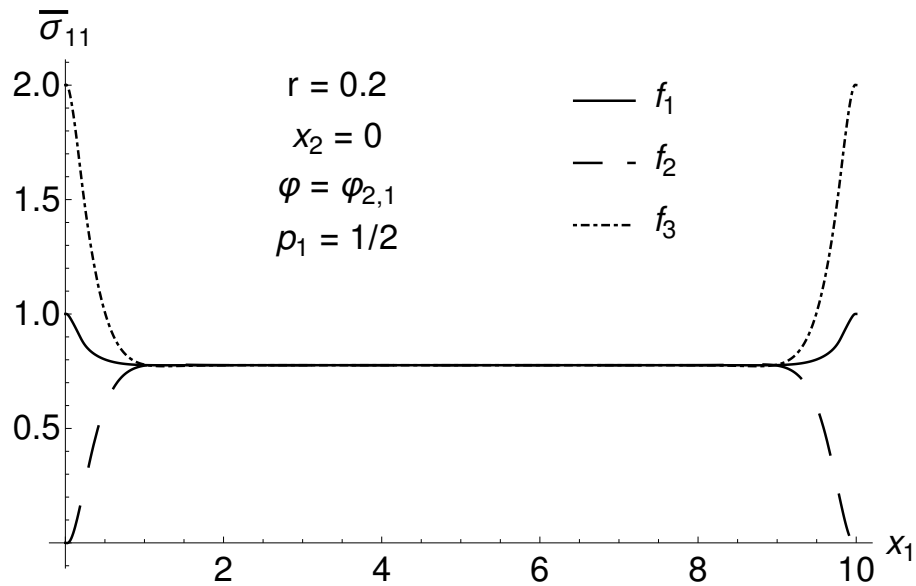 σ̅₁₁
r = 0.2
x₂ = 0
φ = φ₂,₁
p₁ = 1/2
f₁
f₂
f₃
2.0
1.5
1.0
0.5
2 4 6 8 10 x₁